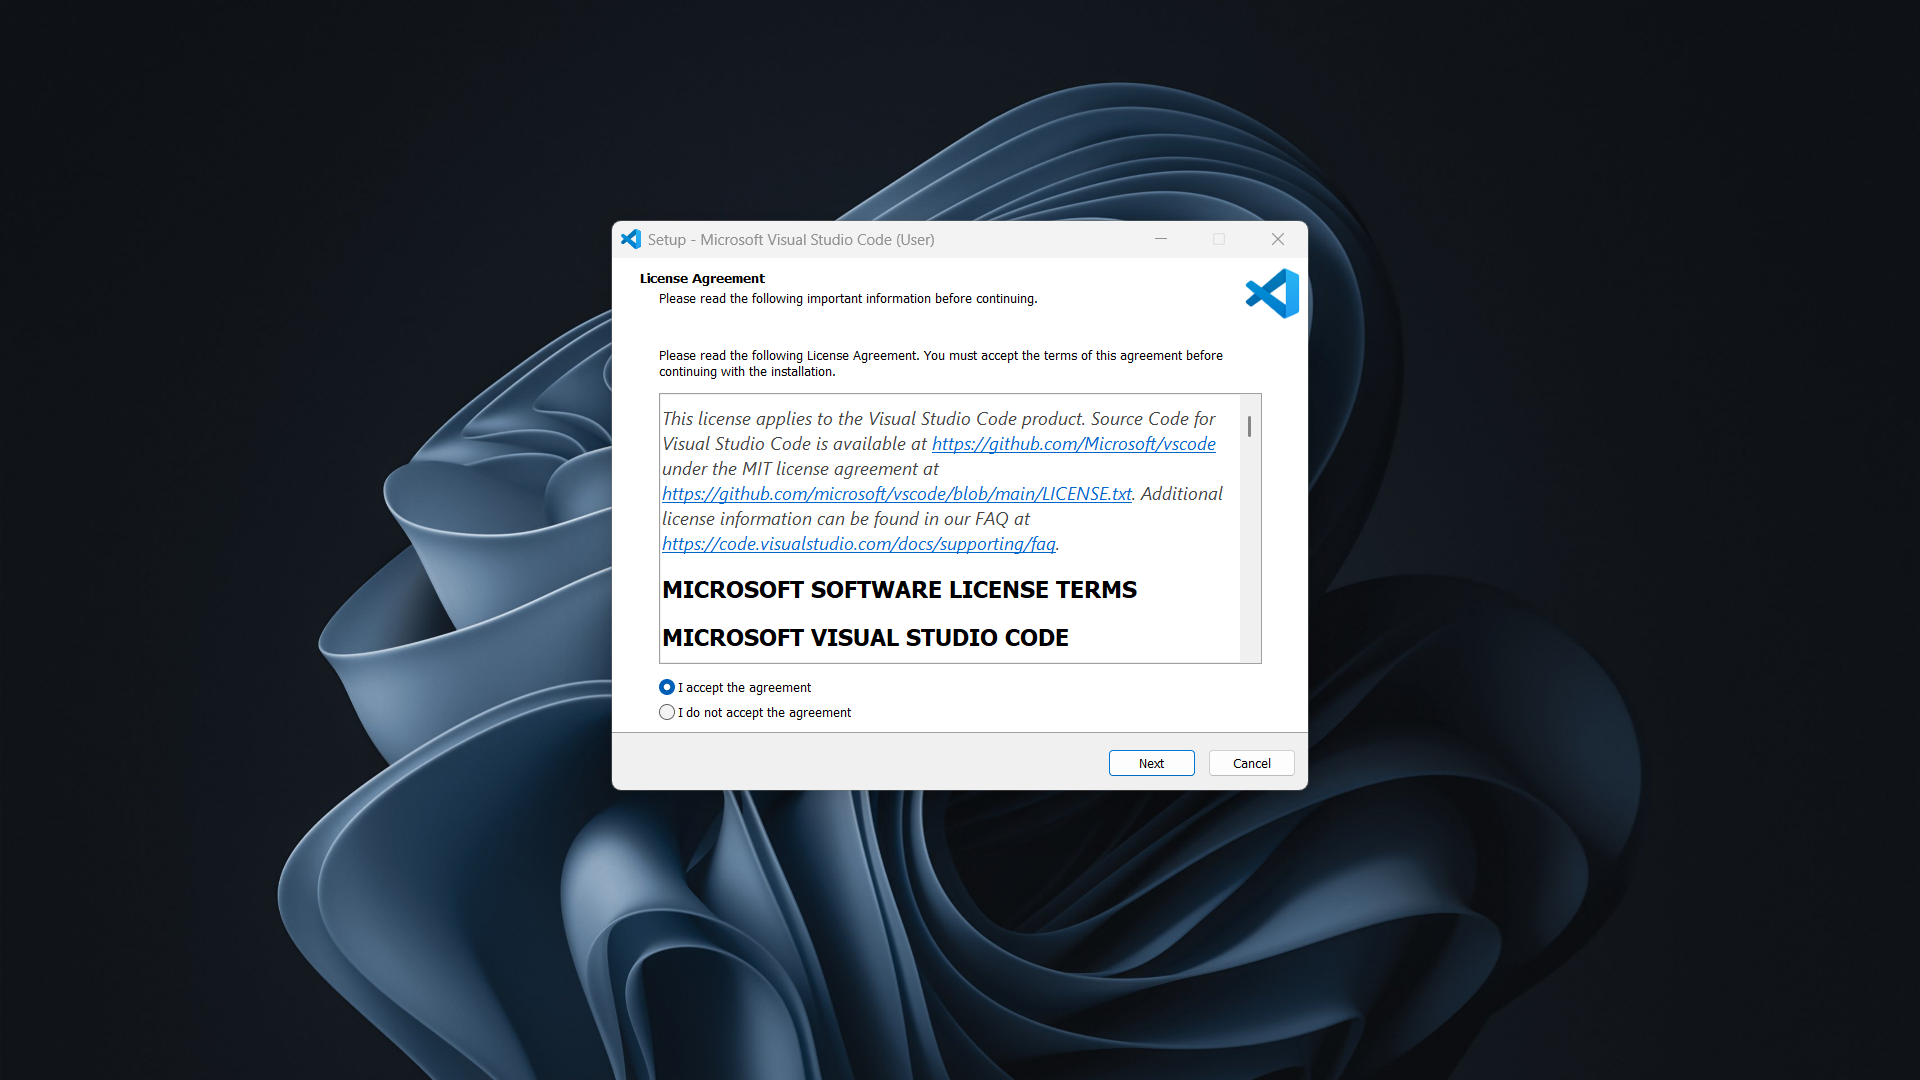 Setup - Microsoft Visual Studio Code (User)
License Agreement
Please read the following important information before continuing.
Please read the following License Agreement. You must accept the terms of this agreement before
continuing with the installation.
This license applies to the Visual Studio Code product. Source Code for
Visual Studio Code is available at https://github.com/Microsoft/vscode
under the MIT license agreement at
https://github.com/microsoft/vscode/blob/main/LICENSE.txt. Additional
license information can be found in our FAQ at
https://code.visualstudio.com/docs/supporting/faq.
MICROSOFT SOFTWARE LICENSE TERMS
MICROSOFT VISUAL STUDIO CODE
I accept the agreement
I do not accept the agreement
Next
Cancel